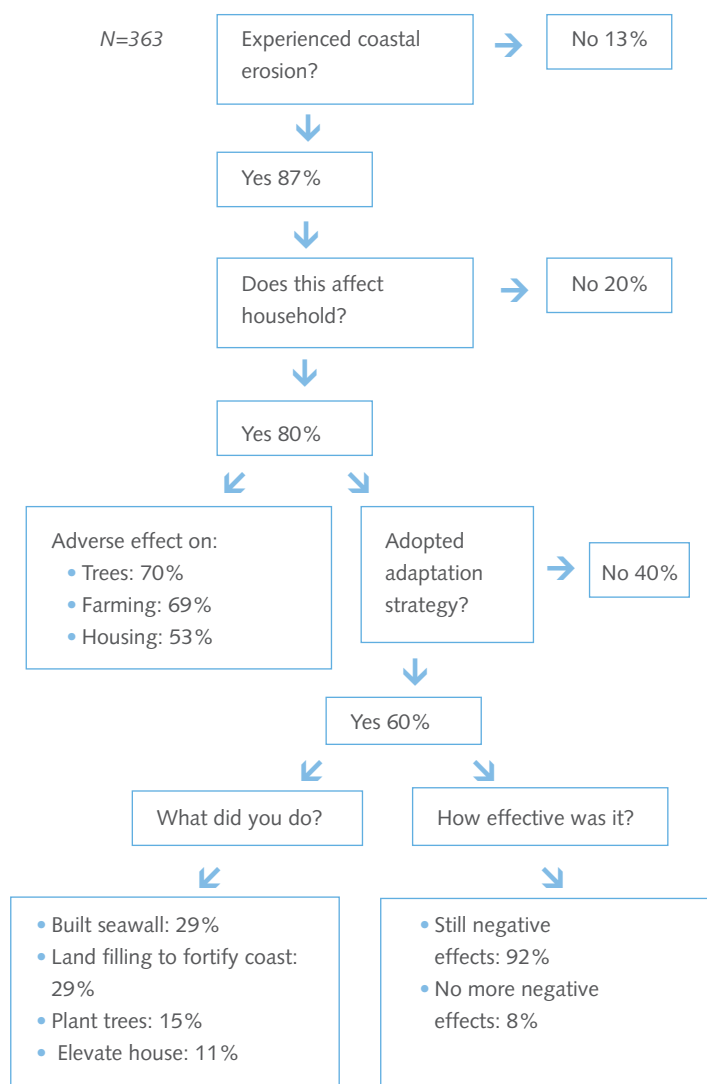 N=363
Experienced coastal
erosion?
No 13%
Yes 87%
Does this affect
household?
No 20%
Yes 80%
Adverse effect on:
• Trees: 70%
• Farming: 69%
• Housing: 53%
Adopted
adaptation
strategy?
No 40%
Yes 60%
What did you do?
How effective was it?
• Built seawall: 29%
• Land filling to fortify coast:
29%
• Plant trees: 15%
• Elevate house: 11%
• Still negative
effects: 92%
• No more negative
effects: 8%